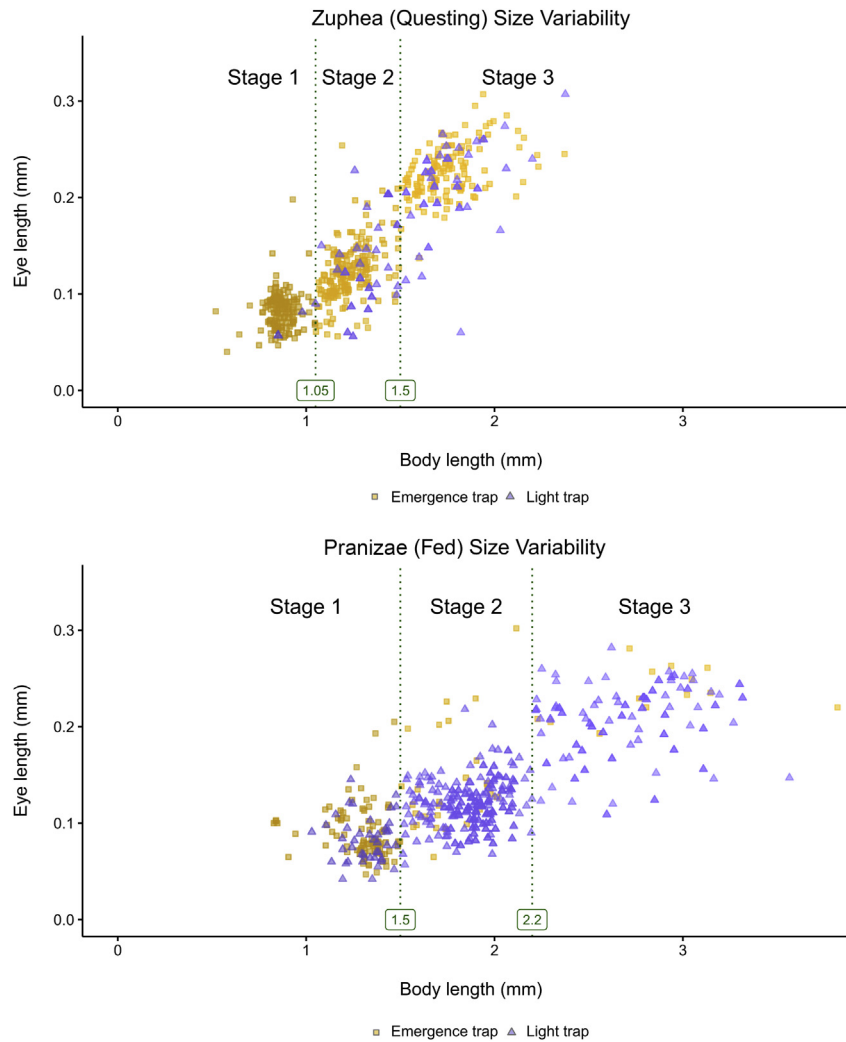 Zuphea (Questing) Size Variability
Stage 1 Stage 2 Stage 3
0.3
0.2
0.1
0.0
Eye length (mm)
1.05 1.5
0 1 2 3
Body length (mm)
Emergence trap Light trap
Pranizae (Fed) Size Variability
Stage 1 Stage 2 Stage 3
0.3
0.2
0.1
0.0
Eye length (mm)
1.5 2.2
0 1 2 3
Body length (mm)
Emergence trap Light trap